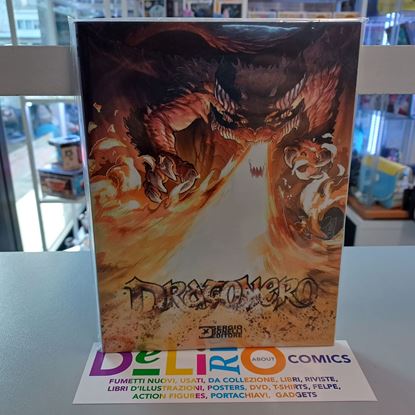 DRAGONERO
SERGIO
BONELLI
EDITORE
DELIRIO ABOUT COMICS
FUMETTI NUOVI, USATI, DA COLLEZIONE, LIBRI, RIVISTE,
LIBRI D'ILLUSTRAZIONI, POSTERS, DVD, T-SHIRTS, FELPE,
ACTION FIGURES, PORTACHIAVI, GADGETS